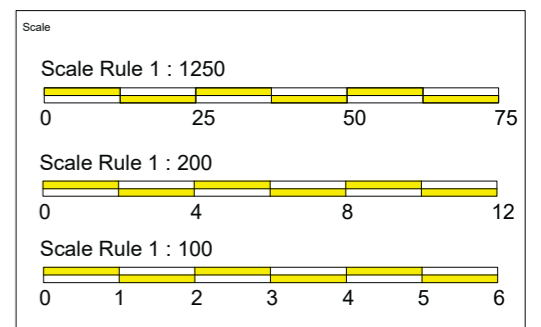 Scale
Scale Rule 1 : 1250
0 25 50 75
Scale Rule 1 : 200
0 4 8 12
Scale Rule 1 : 100
0 1 2 3 4 5 6